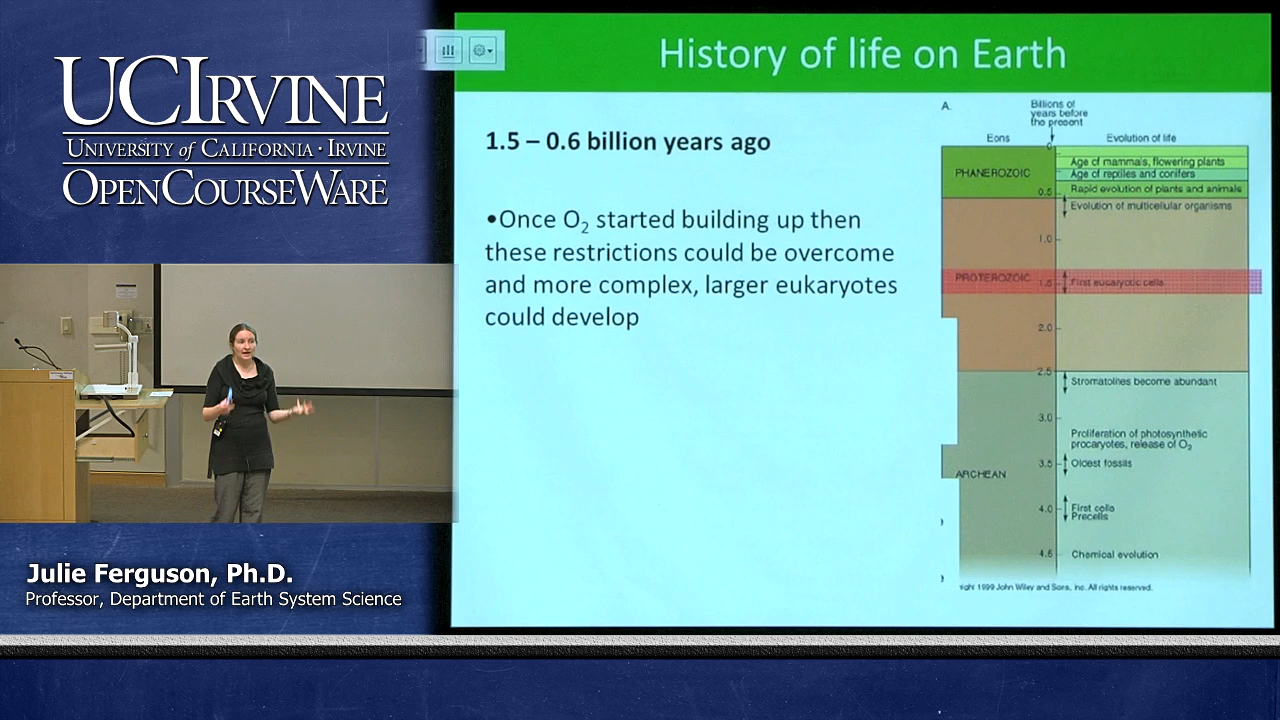 UCIRVINE
UNIVERSITY of CALIFORNIA · IRVINE
OPENCOURSEWARE
Julie Ferguson, Ph.D.
Professor, Department of Earth System Science
History of life on Earth
1.5 – 0.6 billion years ago
•Once O₂ started building up then
these restrictions could be overcome
and more complex, larger eukaryotes
could develop
A.
Billions of
years before
the present
Eons
Evolution of life
0
PHANEROZOIC
Age of mammals, flowering plants
Age of reptiles and conifers
0.5
Rapid evolution of plants and animals
Evolution of multicellular organisms
1.0
PROTEROZOIC
1.5
First eucaryotic cells
2.0
2.5
Stromatolites become abundant
3.0
Proliferation of photosynthetic
procaryotes, release of O₂
3.5
Oldest fossils
ARCHEAN
4.0
First cells
Precells
4.5
Chemical evolution
1999 John Wiley and Sons, Inc. All rights reserved.